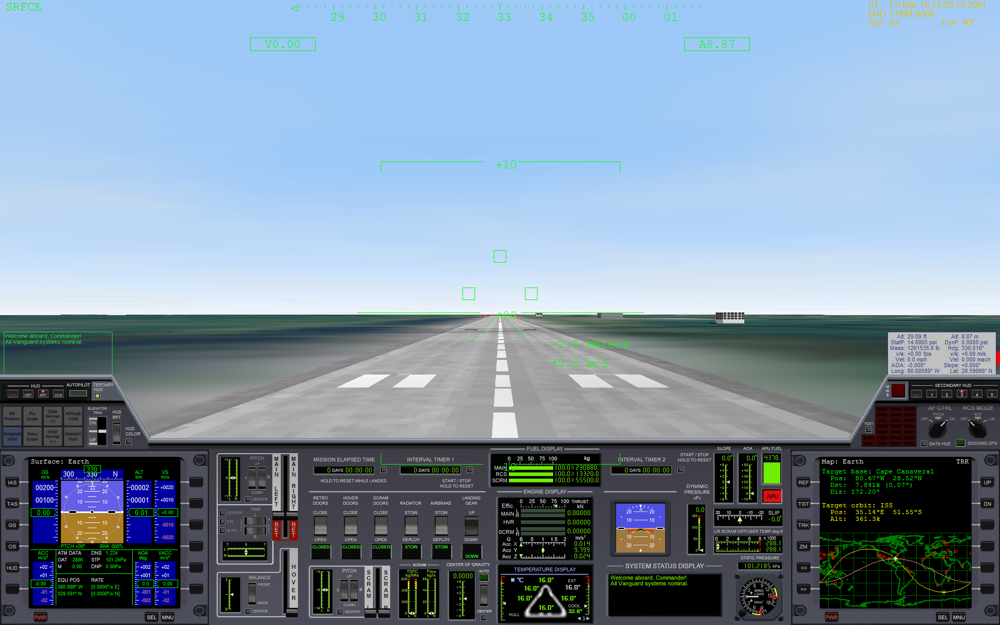 SRFCE
29 30 31 32 33 34 35 00 01
UT Fri Mar 16 14:25:10 2001
MJD 51984.6008
Sim 6s FoV 40°
V0.00
A8.87
+10
00
2.0 meters
+0.0 m/s
Welcome aboard, Commander!
All Vanguard systems nominal.
Alt: 29.09 ft Alt: 8.87 m
StatP: 14.6805 psi DynP: 0.0000 psi
Mass: 1261535.6 lb Hdg: 330.010°
v/s: +0.00 fps v/s: +0.00 m/s
Vel: 0.0 mph Vel: 0.000 mach
AOA: -0.000° Slope: +0.000°
Long: 80.68589° W Lat: 28.59066° N
HUD AUTOPILOT
OFF OBT SRF DCK
TERTIARY HUD
Kill Rotation
Pro Grade
Orbit Normal (+)
Attitude Hold
Airspeed Hold
Retro Grade
Orbit Normal (−)
Descent Hold
ELEVATOR TRIM
DN
UP
HUD BRT
HUD COLOR
MWS
SECONDARY HUD
OFF 1 2 3 4 5
TEST
AF CTRL
PITCH
OFF ON
RCS MODE
ROT
OFF LIN
DATA HUD
DOCKING CFG
Surface: Earth
330
GS m/s
300 330 N
ALT km
VS m/s
00200
00100
0.00
00002
00001
0.01
+0020
+0010
+0.00
-0010
-0020
PTCH +00° BNK 000°L
ACC m/s²
ATM DATA DNS 1.224
OAT 288K STP 101.2kPa
M 0.00 DNP 0.00Pa
EQU POS RATE
080.686° W [0.0000°/s E]
028.591° N [0.0000°/s N]
AOA deg
VACC m/s²
+02
+01
-0.00
-01
-02
+002
+001
0.0
-001
-002
+02
+01
0.00
-01
-02
IAS
TAS
GS
OS
HUD
PWR SEL MNU
PITCH
UP
L R
DOWN
CENTER
YAW
CENTER
DIV
AUTO
LEFT
RIGHT
7 0 7
BALANCE
FRONT
BACK
CENTER
MAIN LEFT
MAIN RIGHT
RET
RET
HOVER
MISSION ELAPSED TIME
0 DAYS 00:00:00
HOLD TO RESET WHILE LANDED
INTERVAL TIMER 1
0 DAYS 00:00:00
START / STOP
HOLD TO RESET
RETRO DOORS
HOVER DOORS
SCRAM DOORS
RADIATOR
AIRBRAKE
LANDING GEAR
CLOSE CLOSE CLOSE STOW STOW UP
OPEN OPEN OPEN DEPLOY DEPLOY DOWN
CLOSED CLOSED CLOSED STOW STOW DOWN
PITCH
UP
L R
DOWN
CENTER
SCRAM L
SCRAM R
SCRAM
TSFC kg/kNs
Flow kg/s
CENTER OF GRAVITY
0.0000
AUTO
CENTER
FUEL DISPLAY
0 25 50 75 100 kg
MAIN 100.0% 230880.
RCS 100.0% 13320.0
SCRM 100.0% 55500.0
10
ENGINE DISPLAY
0 25 50 75 100 THRUST kN
Effic.
MAIN L R 0.00000
HVR 0.00000
SCRM L R 0.00000
G 0 .5 1 1.5 2 m/s²
Acc X 0.014
Acc Y 9.799
Acc Z 0.024
TEMPERATURE DISPLAY
°C 16.0° EXT
16.0° 16.0°
16.0° 16.0°
16.0° COOL
32.6°
HULL
3
INTERVAL TIMER 2
0 DAYS 00:00:00
START / STOP
HOLD TO RESET
SYSTEM STATUS DISPLAY
Welcome aboard, Commander!
All Vanguard systems nominal.
DYNAMIC PRESSURE kPa
0.0
SLOPE AOA APU FUEL
0.0° 0.0° 4378.
APU
20 10 0 -10 -20 SLIP
-0.0°
L/R SCRAM DIFFUSER TEMP deg K
0 2 4 6 8 x 1000
288.1
288.1
STATIC PRESSURE
101.2185 kPa
WING LOAD
kN/m²
Map: Earth TRK
Target base: Cape Canaveral
Pos: 80.67°W 28.52°N
Dst: 7.841k (0.07°)
Dir: 172.20°
Target orbit: ISS
Pos: 35.14°E 51.55°S
Alt: 361.3k
REF
TGT
TRK
ZM
<<
>>
UP
DN
PWR SEL MNU